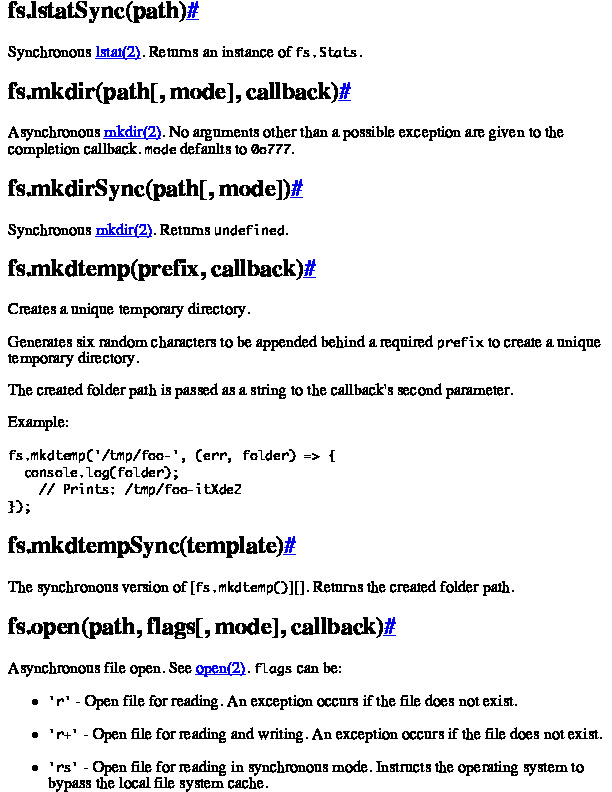 fs.lstatSync(path)#
Synchronous lstat(2). Returns an instance of fs.Stats.
fs.mkdir(path[, mode], callback)#
Asynchronous mkdir(2). No arguments other than a possible exception are given to the
completion callback. mode defaults to 0o777.
fs.mkdirSync(path[, mode])#
Synchronous mkdir(2). Returns undefined.
fs.mkdtemp(prefix, callback)#
Creates a unique temporary directory.
Generates six random characters to be appended behind a required prefix to create a unique
temporary directory.
The created folder path is passed as a string to the callback's second parameter.
Example:
fs.mkdtemp('/tmp/foo-', (err, folder) => {
  console.log(folder);
    // Prints: /tmp/foo-itXde2
});
fs.mkdtempSync(template)#
The synchronous version of [fs.mkdtemp()][]. Returns the created folder path.
fs.open(path, flags[, mode], callback)#
Asynchronous file open. See open(2). flags can be:
• 'r' - Open file for reading. An exception occurs if the file does not exist.
• 'r+' - Open file for reading and writing. An exception occurs if the file does not exist.
• 'rs' - Open file for reading in synchronous mode. Instructs the operating system to
bypass the local file system cache.